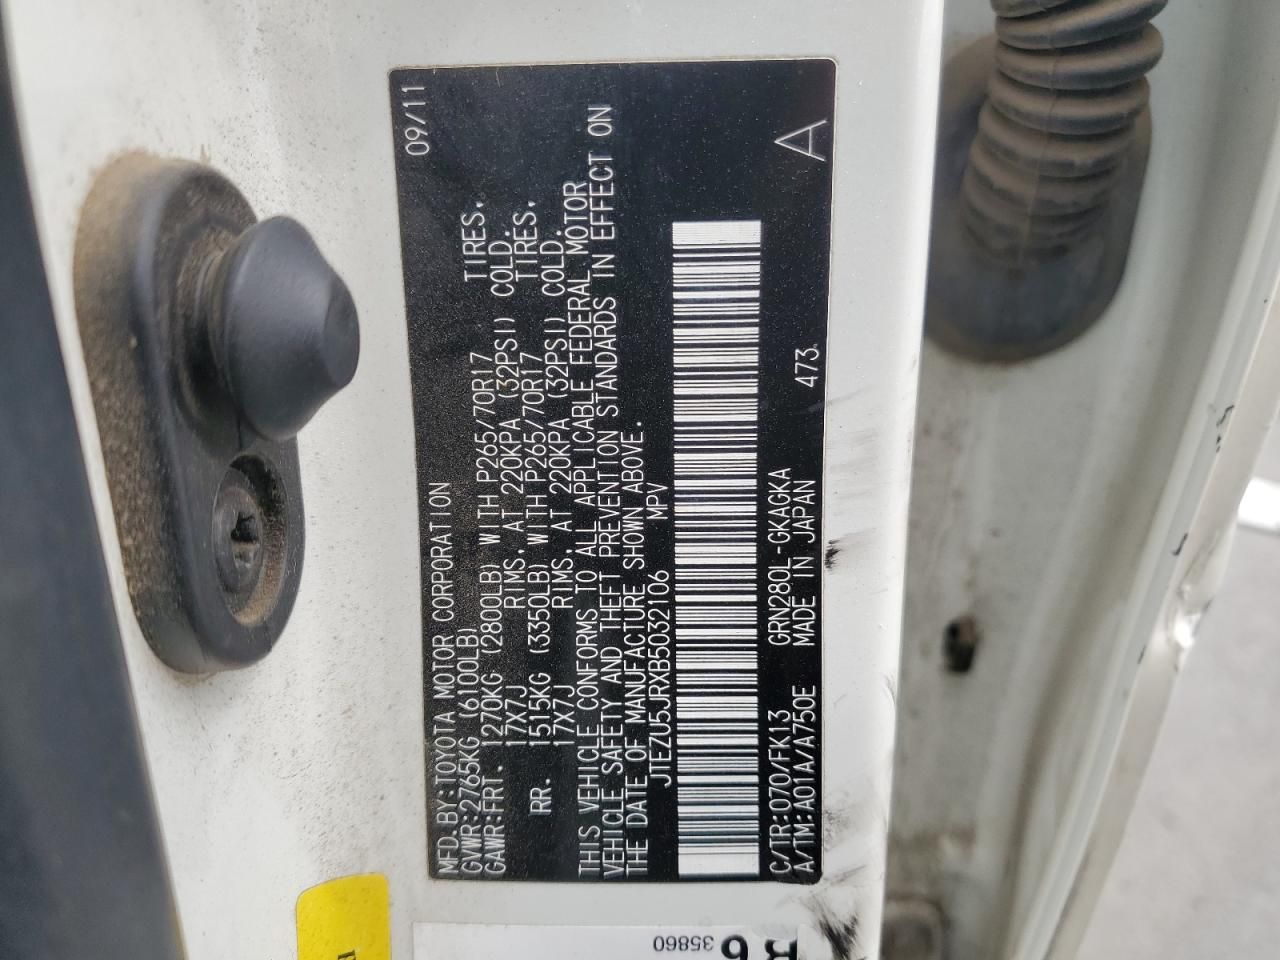 MFD.BY:TOYOTA MOTOR CORPORATION 09/11
GVWR:2765KG (6100LB)
GAWR:FRT. 1270KG (2800LB) WITH P265/70R17 TIRES.
17X7J RIMS, AT 220KPA (32PSI) COLD.
RR. 1515KG (3350LB) WITH P265/70R17 TIRES.
17X7J RIMS, AT 220KPA (32PSI) COLD.
THIS VEHICLE CONFORMS TO ALL APPLICABLE FEDERAL MOTOR
VEHICLE SAFETY AND THEFT PREVENTION STANDARDS IN EFFECT ON
THE DATE OF MANUFACTURE SHOWN ABOVE.
JTEZU5JRXB5032106 MPV
C/TR:070/FK13 GRN280L-GKAGKA
A/TM:A01A/A750E MADE IN JAPAN 473 A
35860